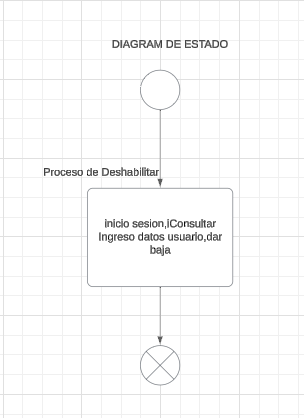 DIAGRAM DE ESTADO
Proceso de Deshabilitar
inicio sesion,iConsultar
Ingreso datos usuario,dar
baja